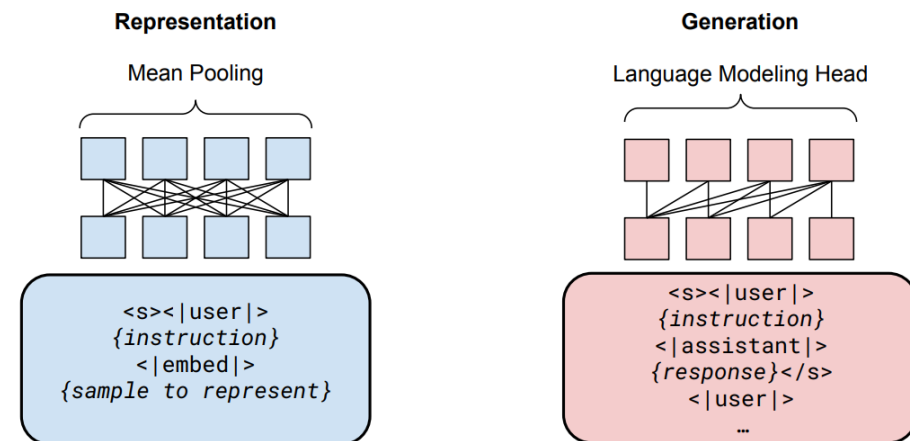 Representation
Mean Pooling
<s><|user|>
{instruction}
<|embed|>
{sample to represent}
Generation
Language Modeling Head
<s><|user|>
{instruction}
<|assistant|>
{response}</s>
<|user|>
…